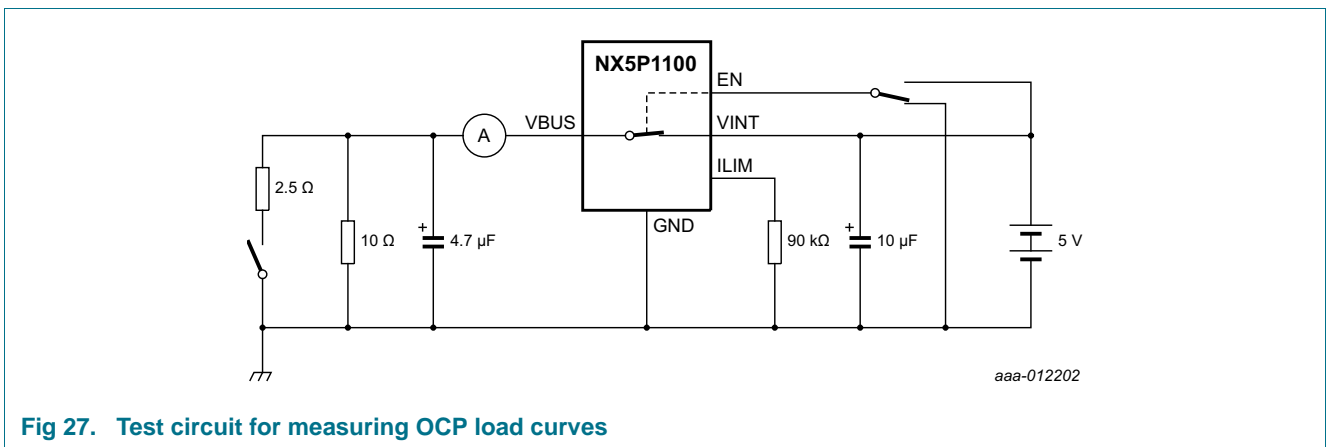 NX5P1100
EN
VBUS
VINT
A
ILIM
2.5 Ω
GND
10 Ω
+
4.7 μF
90 kΩ
+
10 μF
5 V
aaa-012202
Fig 27. Test circuit for measuring OCP load curves